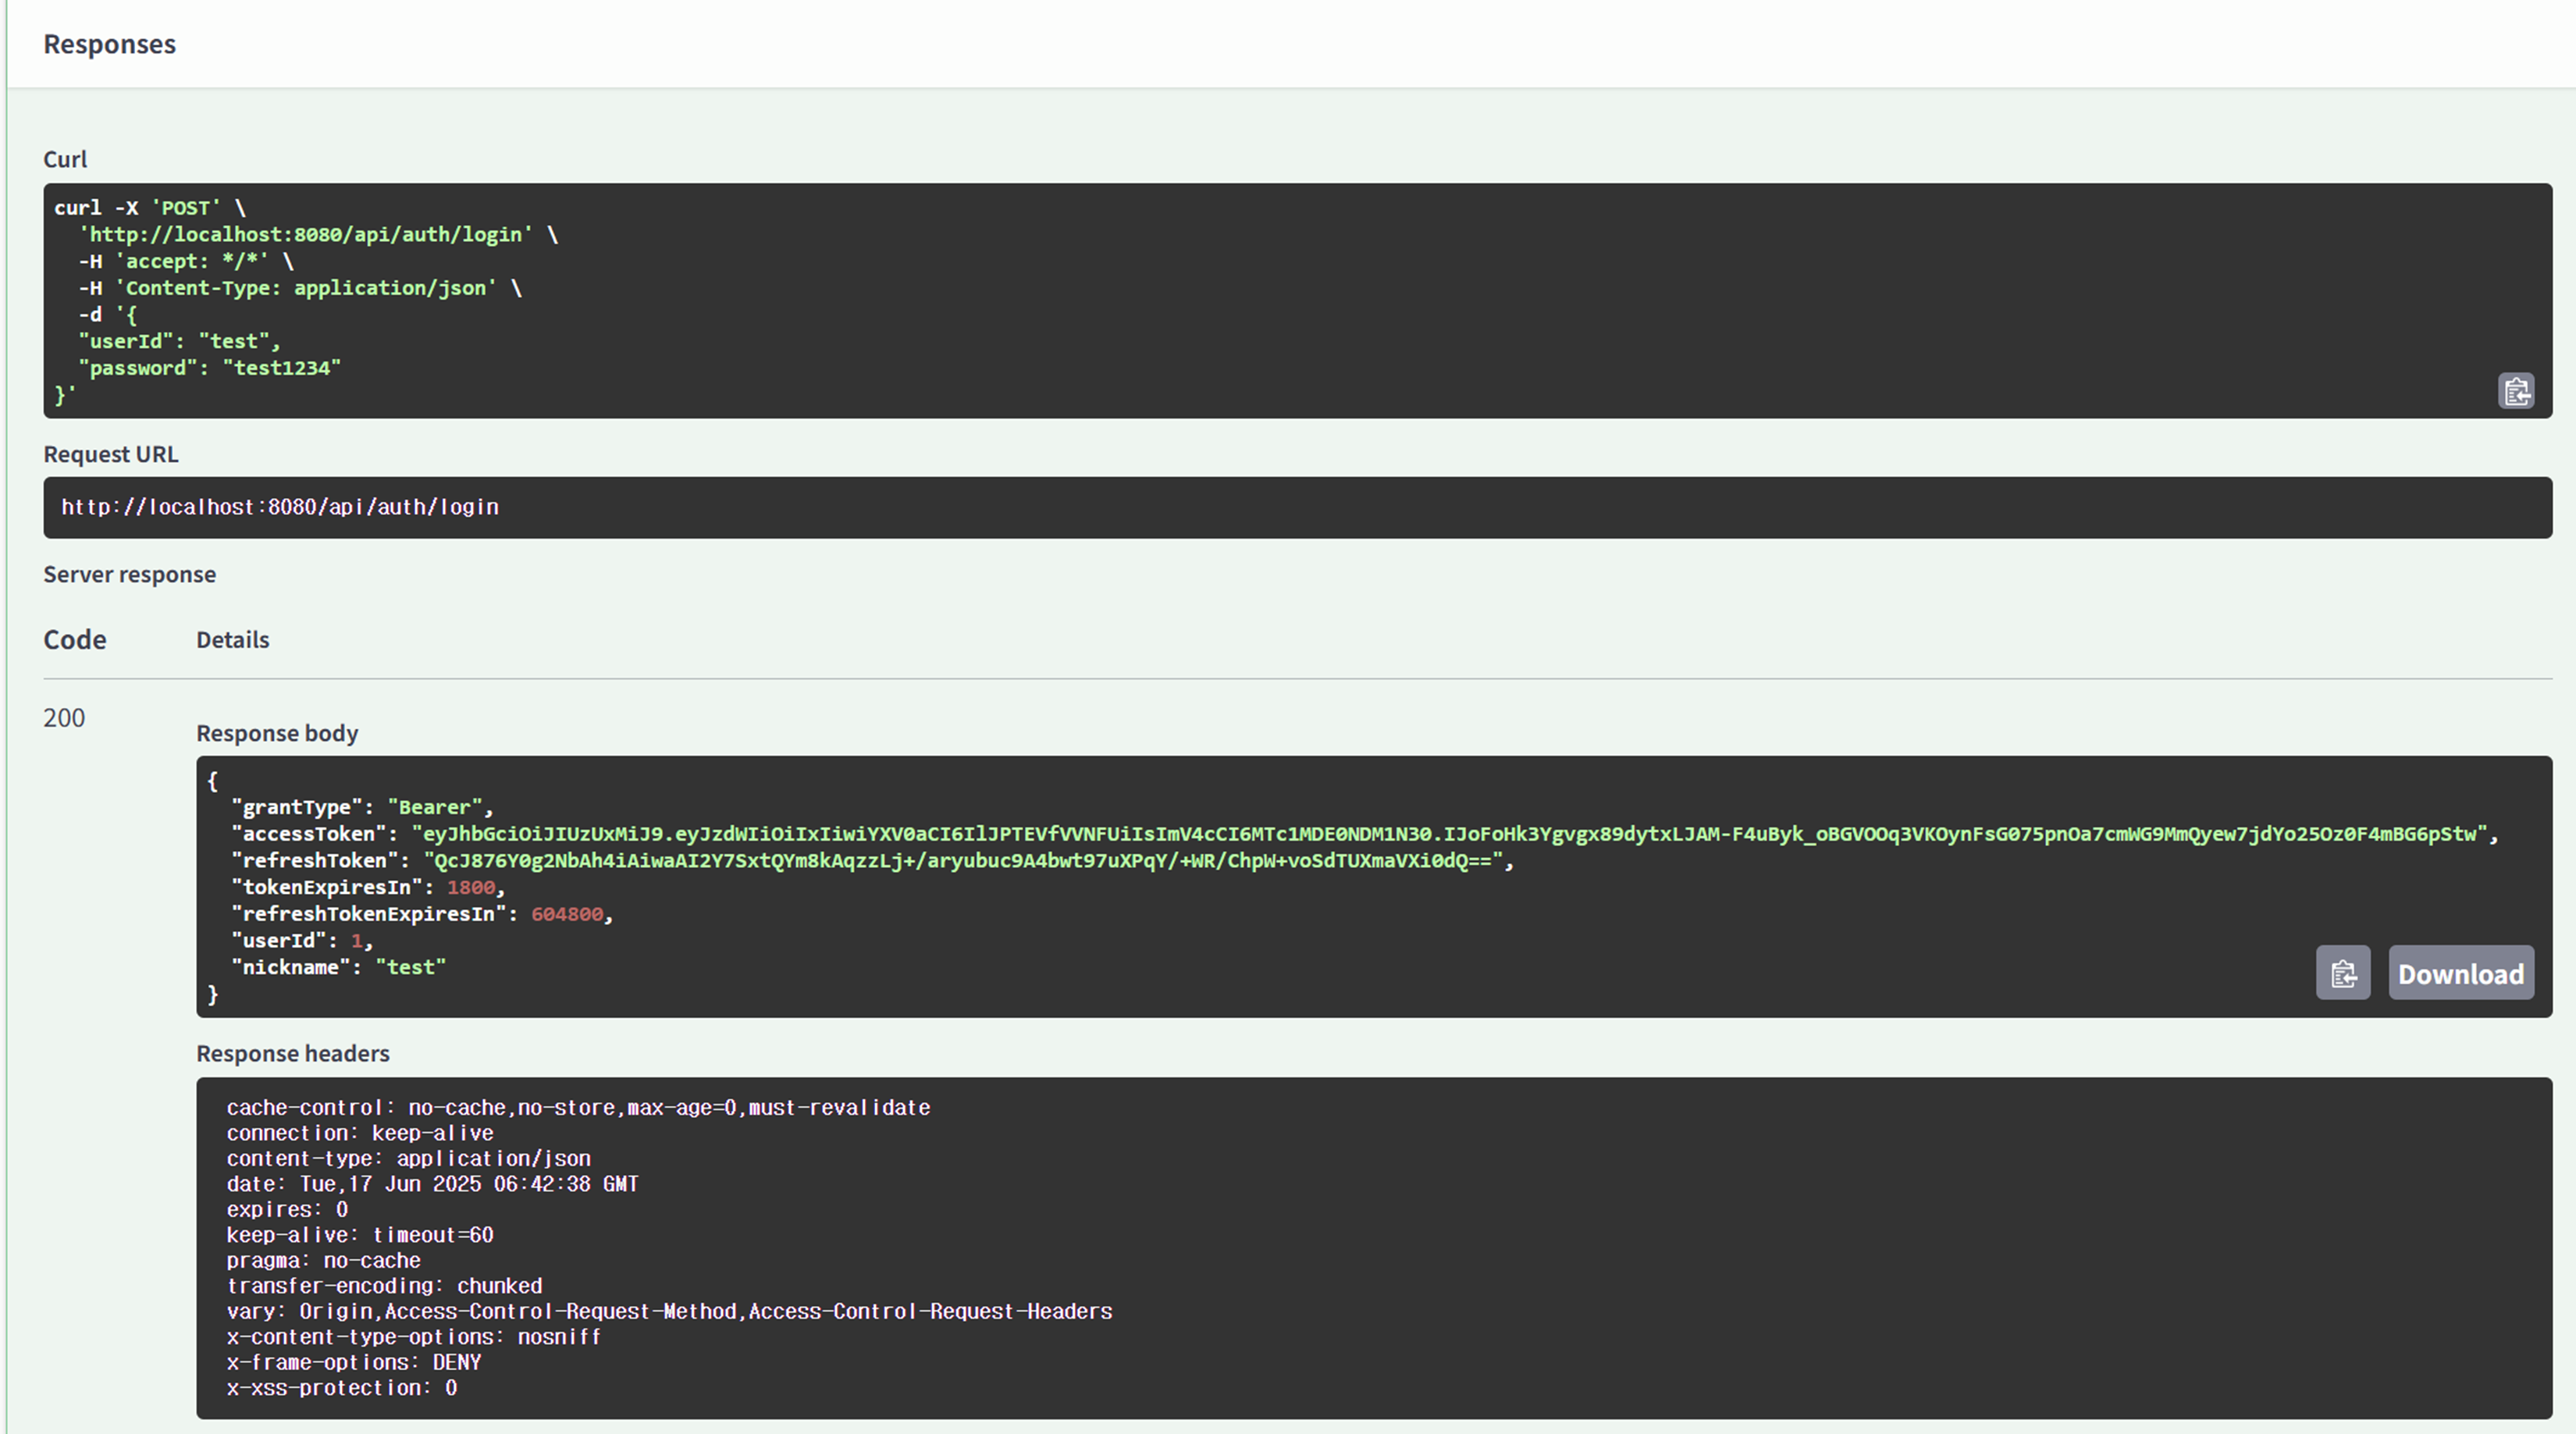 Responses
Curl
curl -X 'POST' \
'http://localhost:8080/api/auth/login' \
-H 'accept: */*' \
-H 'Content-Type: application/json' \
-d '{
"userId": "test",
"password": "test1234"
}'
Request URL
http://localhost:8080/api/auth/login
Server response
Code Details
200
Response body
{
"grantType": "Bearer",
"accessToken": "eyJhbGciOiJIUzUxMiJ9.eyJzdWIiOiIxIiwiYXV0aCI6IlJPTEVfVVNFUiIsImV4cCI6MTc1MDE0NDM1N30.IJoFoHk3Ygvgx89dytxLJAM-F4uByk_oBGVOOq3VKOynFsG075pnOa7cmWG9MmQyew7jdYo25Oz0F4mBG6pStw",
"refreshToken": "QcJ876Y0g2NbAh4iAiwaAI2Y7SxtQYm8kAqzzLj+/aryubuc9A4bwt97uXPqY/+WR/ChpW+voSdTUXmaVXi0dQ==",
"tokenExpiresIn": 1800,
"refreshTokenExpiresIn": 604800,
"userId": 1,
"nickname": "test"
}
Download
Response headers
cache-control: no-cache,no-store,max-age=0,must-revalidate
connection: keep-alive
content-type: application/json
date: Tue,17 Jun 2025 06:42:38 GMT
expires: 0
keep-alive: timeout=60
pragma: no-cache
transfer-encoding: chunked
vary: Origin,Access-Control-Request-Method,Access-Control-Request-Headers
x-content-type-options: nosniff
x-frame-options: DENY
x-xss-protection: 0